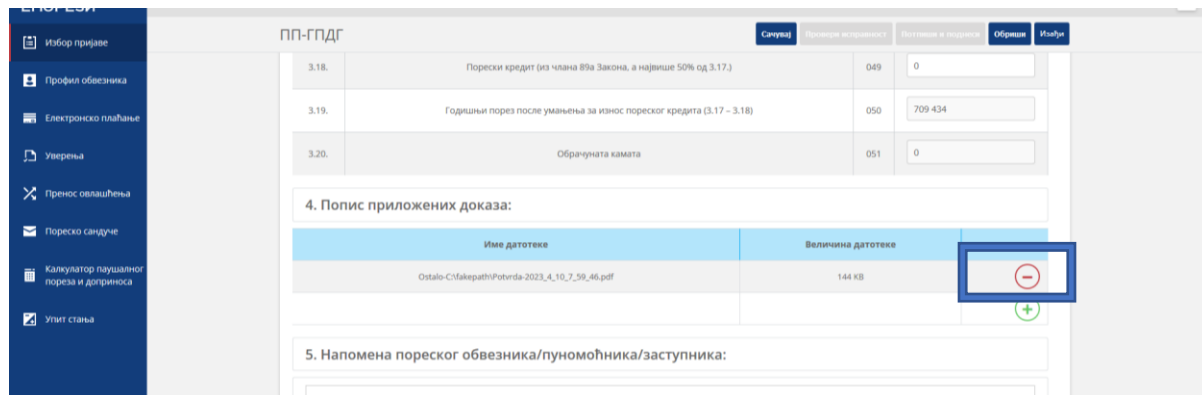 ЕПОРЕЗИ
Избор пријаве
Профил обвезника
Електронско плаћање
Уверења
Пренос овлашћења
Пореско сандуче
Калкулатор паушалног
пореза и доприноса
Упит стања
ПП-ГПДГ
Сачувај Провери исправност Потпиши и поднеси Обриши Изађи
3.18. Порески кредит (из члана 89а Закона, а највише 50% од 3.17.) 049 0
3.19. Годишњи порез после умањења за износ пореског кредита (3.17 – 3.18) 050 709 434
3.20. Обрачуната камата 051 0
4. Попис приложених доказа:
Име датотеке Величина датотеке
Ostalo-C:\fakepath\Potvrda-2023_4_10_7_59_46.pdf 144 KB
5. Напомена пореског обвезника/пуномоћника/заступника: